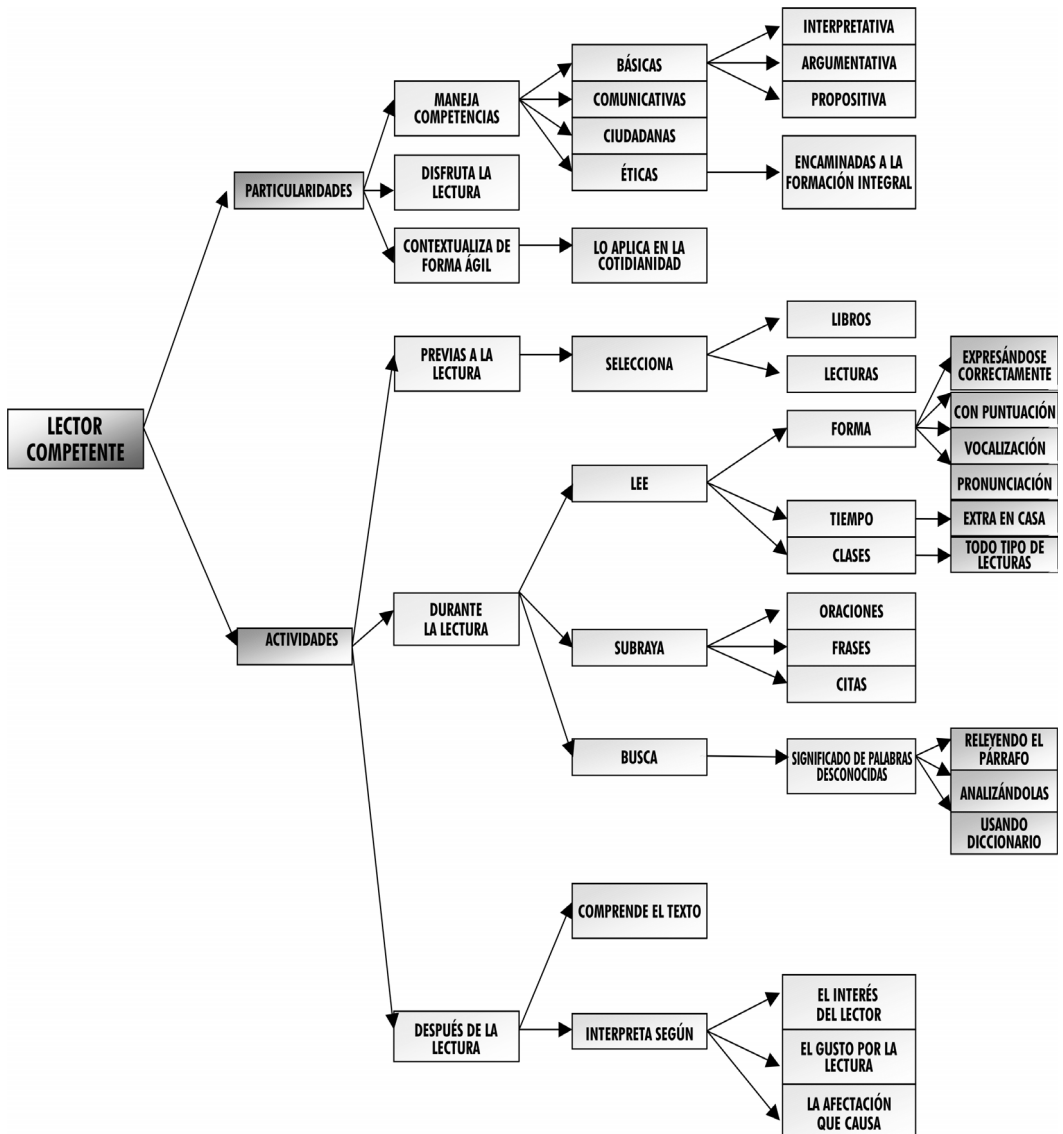 INTERPRETATIVA
BÁSICAS
ARGUMENTATIVA
MANEJA
COMPETENCIAS
COMUNICATIVAS
PROPOSITIVA
CIUDADANAS
ÉTICAS
ENCAMINADAS A LA
FORMACIÓN INTEGRAL
PARTICULARIDADES
DISFRUTA LA
LECTURA
CONTEXTUALIZA DE
FORMA ÁGIL
LO APLICA EN LA
COTIDIANIDAD
LIBROS
PREVIAS A LA
LECTURA
SELECCIONA
LECTURAS
EXPRESÁNDOSE
CORRECTAMENTE
LECTOR
COMPETENTE
FORMA
CON PUNTUACIÓN
VOCALIZACIÓN
PRONUNCIACIÓN
LEE
TIEMPO
EXTRA EN CASA
CLASES
TODO TIPO DE
LECTURAS
ACTIVIDADES
DURANTE
LA LECTURA
ORACIONES
SUBRAYA
FRASES
CITAS
BUSCA
SIGNIFICADO DE PALABRAS
DESCONOCIDAS
RELEYENDO EL
PÁRRAFO
ANALIZÁNDOLAS
USANDO
DICCIONARIO
COMPRENDE EL TEXTO
DESPUÉS DE LA
LECTURA
INTERPRETA SEGÚN
EL INTERÉS
DEL LECTOR
EL GUSTO POR LA
LECTURA
LA AFECTACIÓN
QUE CAUSA